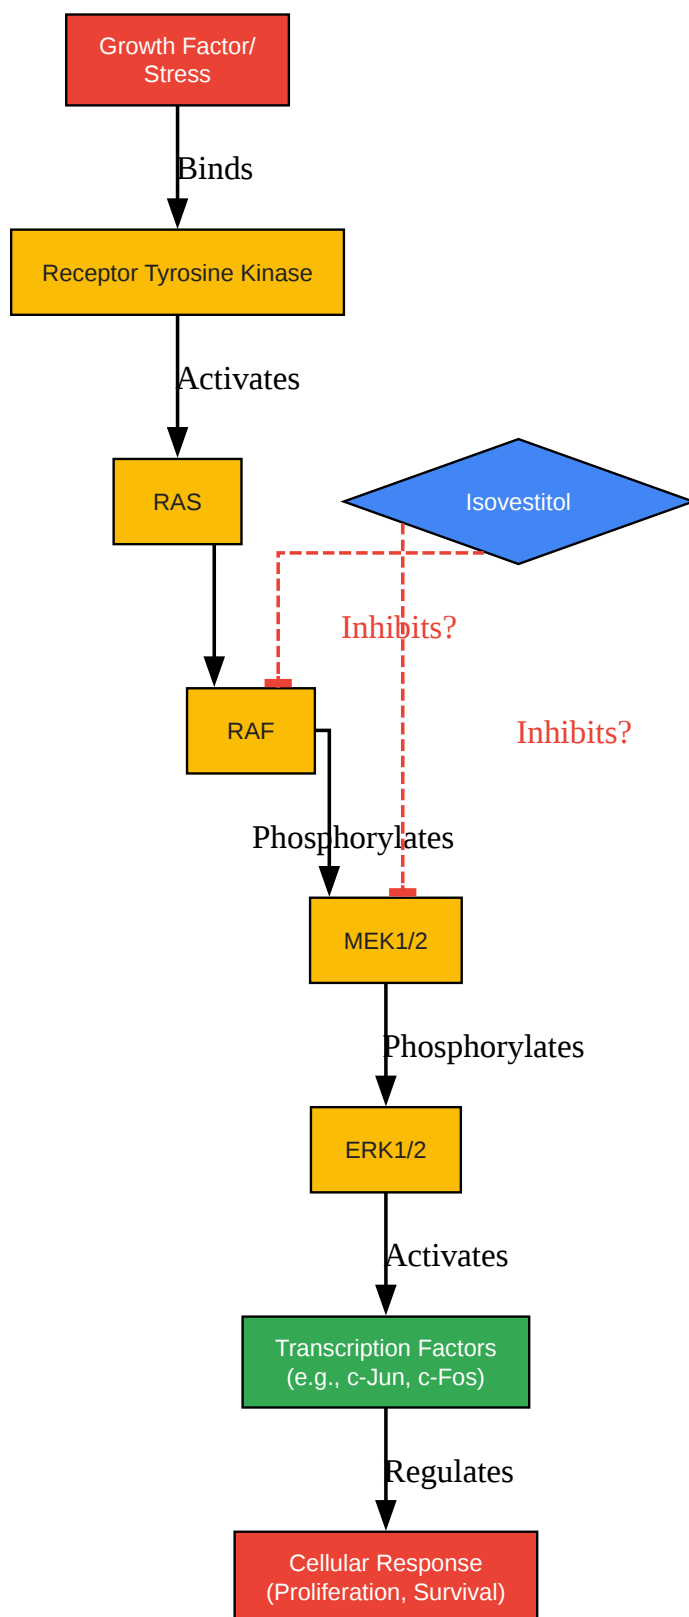 Growth Factor/
Stress
Binds
Receptor Tyrosine Kinase
Activates
RAS
Isovestitol
Inhibits?
RAF
Inhibits?
Phosphorylates
MEK1/2
Phosphorylates
ERK1/2
Activates
Transcription Factors
(e.g., c-Jun, c-Fos)
Regulates
Cellular Response
(Proliferation, Survival)